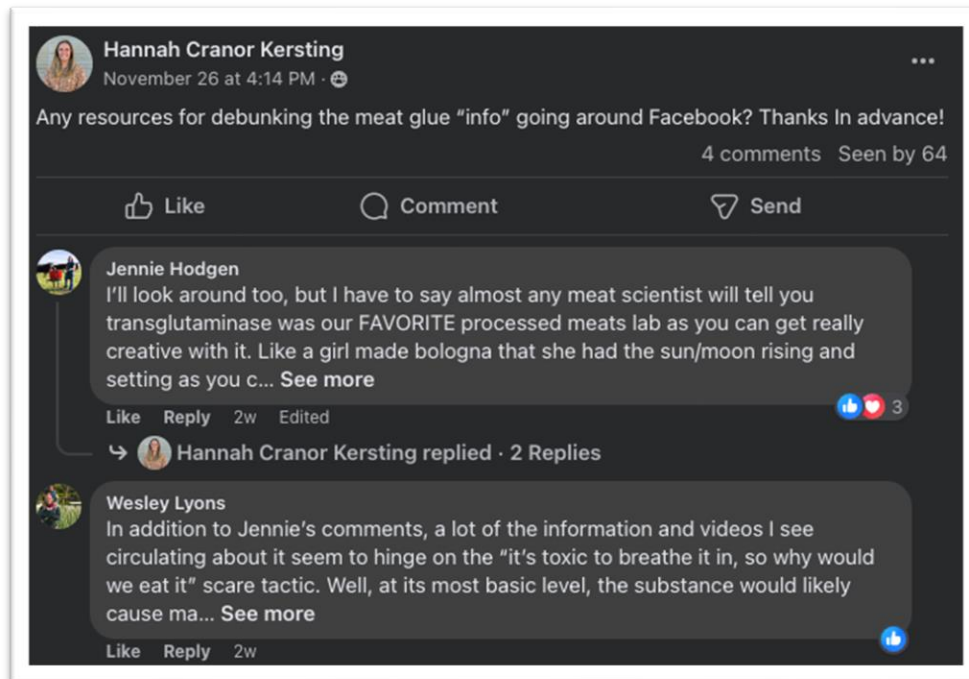 Hannah Cranor Kersting
November 26 at 4:14 PM ·
Any resources for debunking the meat glue “info” going around Facebook? Thanks In advance!
4 comments Seen by 64
Like Comment Send
Jennie Hodgen
I’ll look around too, but I have to say almost any meat scientist will tell you
transglutaminase was our FAVORITE processed meats lab as you can get really
creative with it. Like a girl made bologna that she had the sun/moon rising and
setting as you c... See more
Like Reply 2w Edited
3
Hannah Cranor Kersting replied · 2 Replies
Wesley Lyons
In addition to Jennie’s comments, a lot of the information and videos I see
circulating about it seem to hinge on the “it’s toxic to breathe it in, so why would
we eat it” scare tactic. Well, at its most basic level, the substance would likely
cause ma... See more
Like Reply 2w